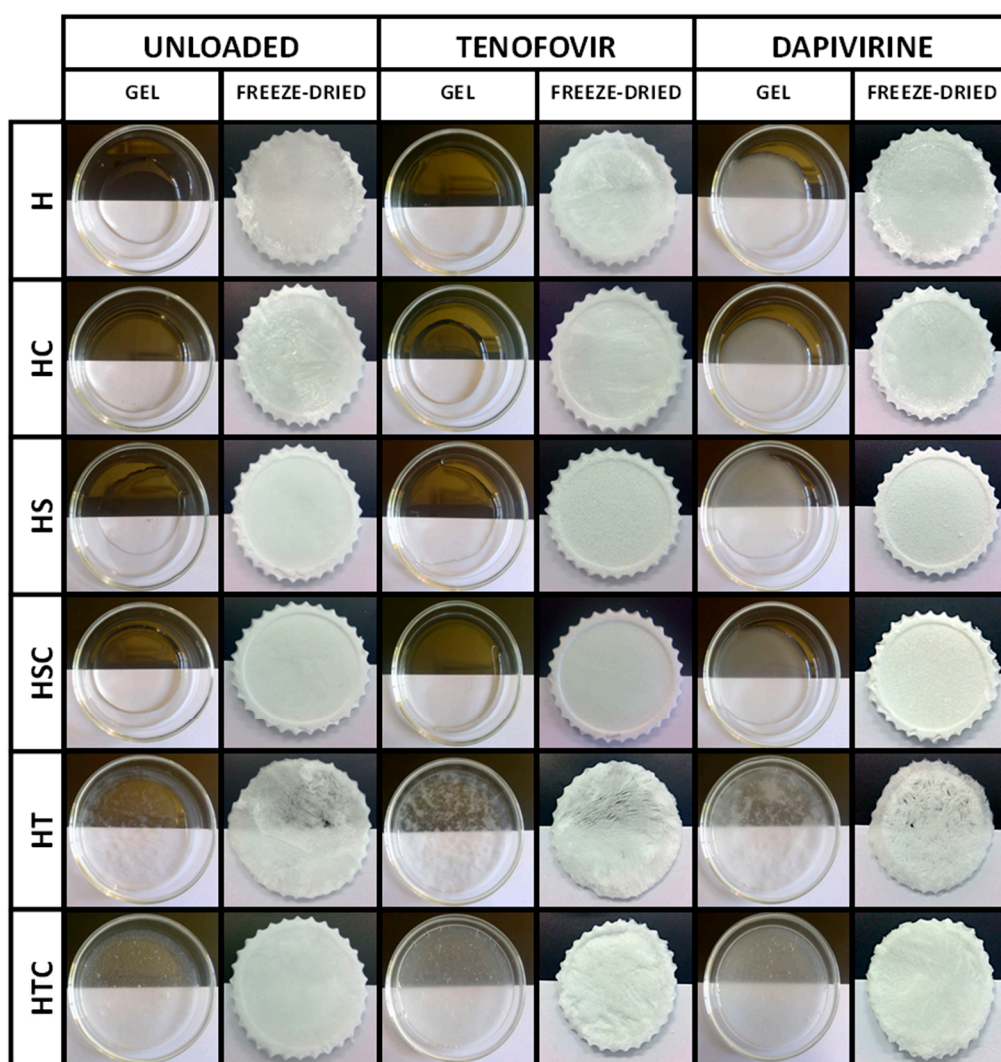 UNLOADED TENOFOVIR DAPIVIRINE
GEL FREEZE-DRIED GEL FREEZE-DRIED GEL FREEZE-DRIED
H
HC
HS
HSC
HT
HTC